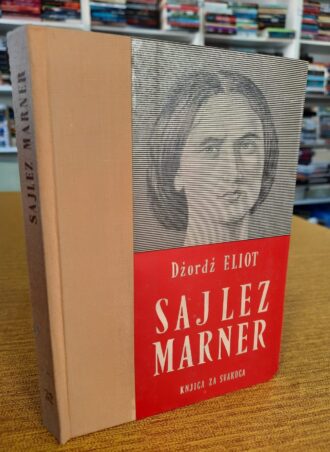 SAJLEZ MARNER
Džordž ELIOT
SAJLEZ
MARNER
KNJIGA ZA SVAKOGA